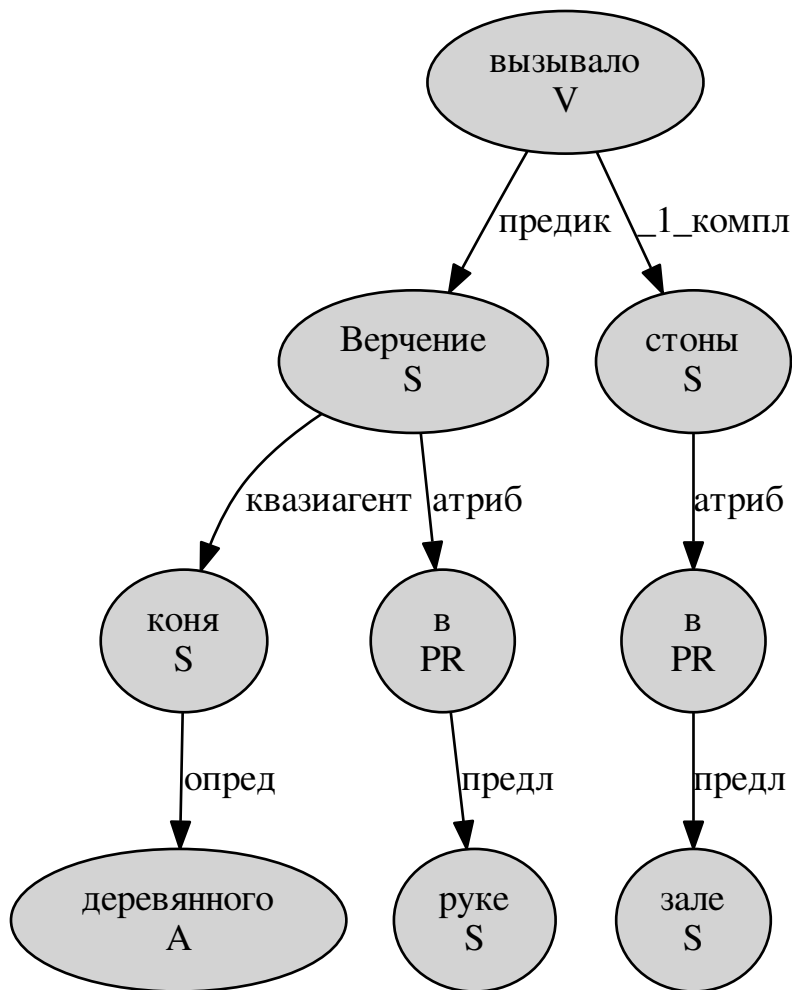 вызывало
V
предик
_1_компл
Верчение
S
стоны
S
квазиагент
атриб
атриб
коня
S
в
PR
в
PR
опред
предл
предл
деревянного
A
руке
S
зале
S